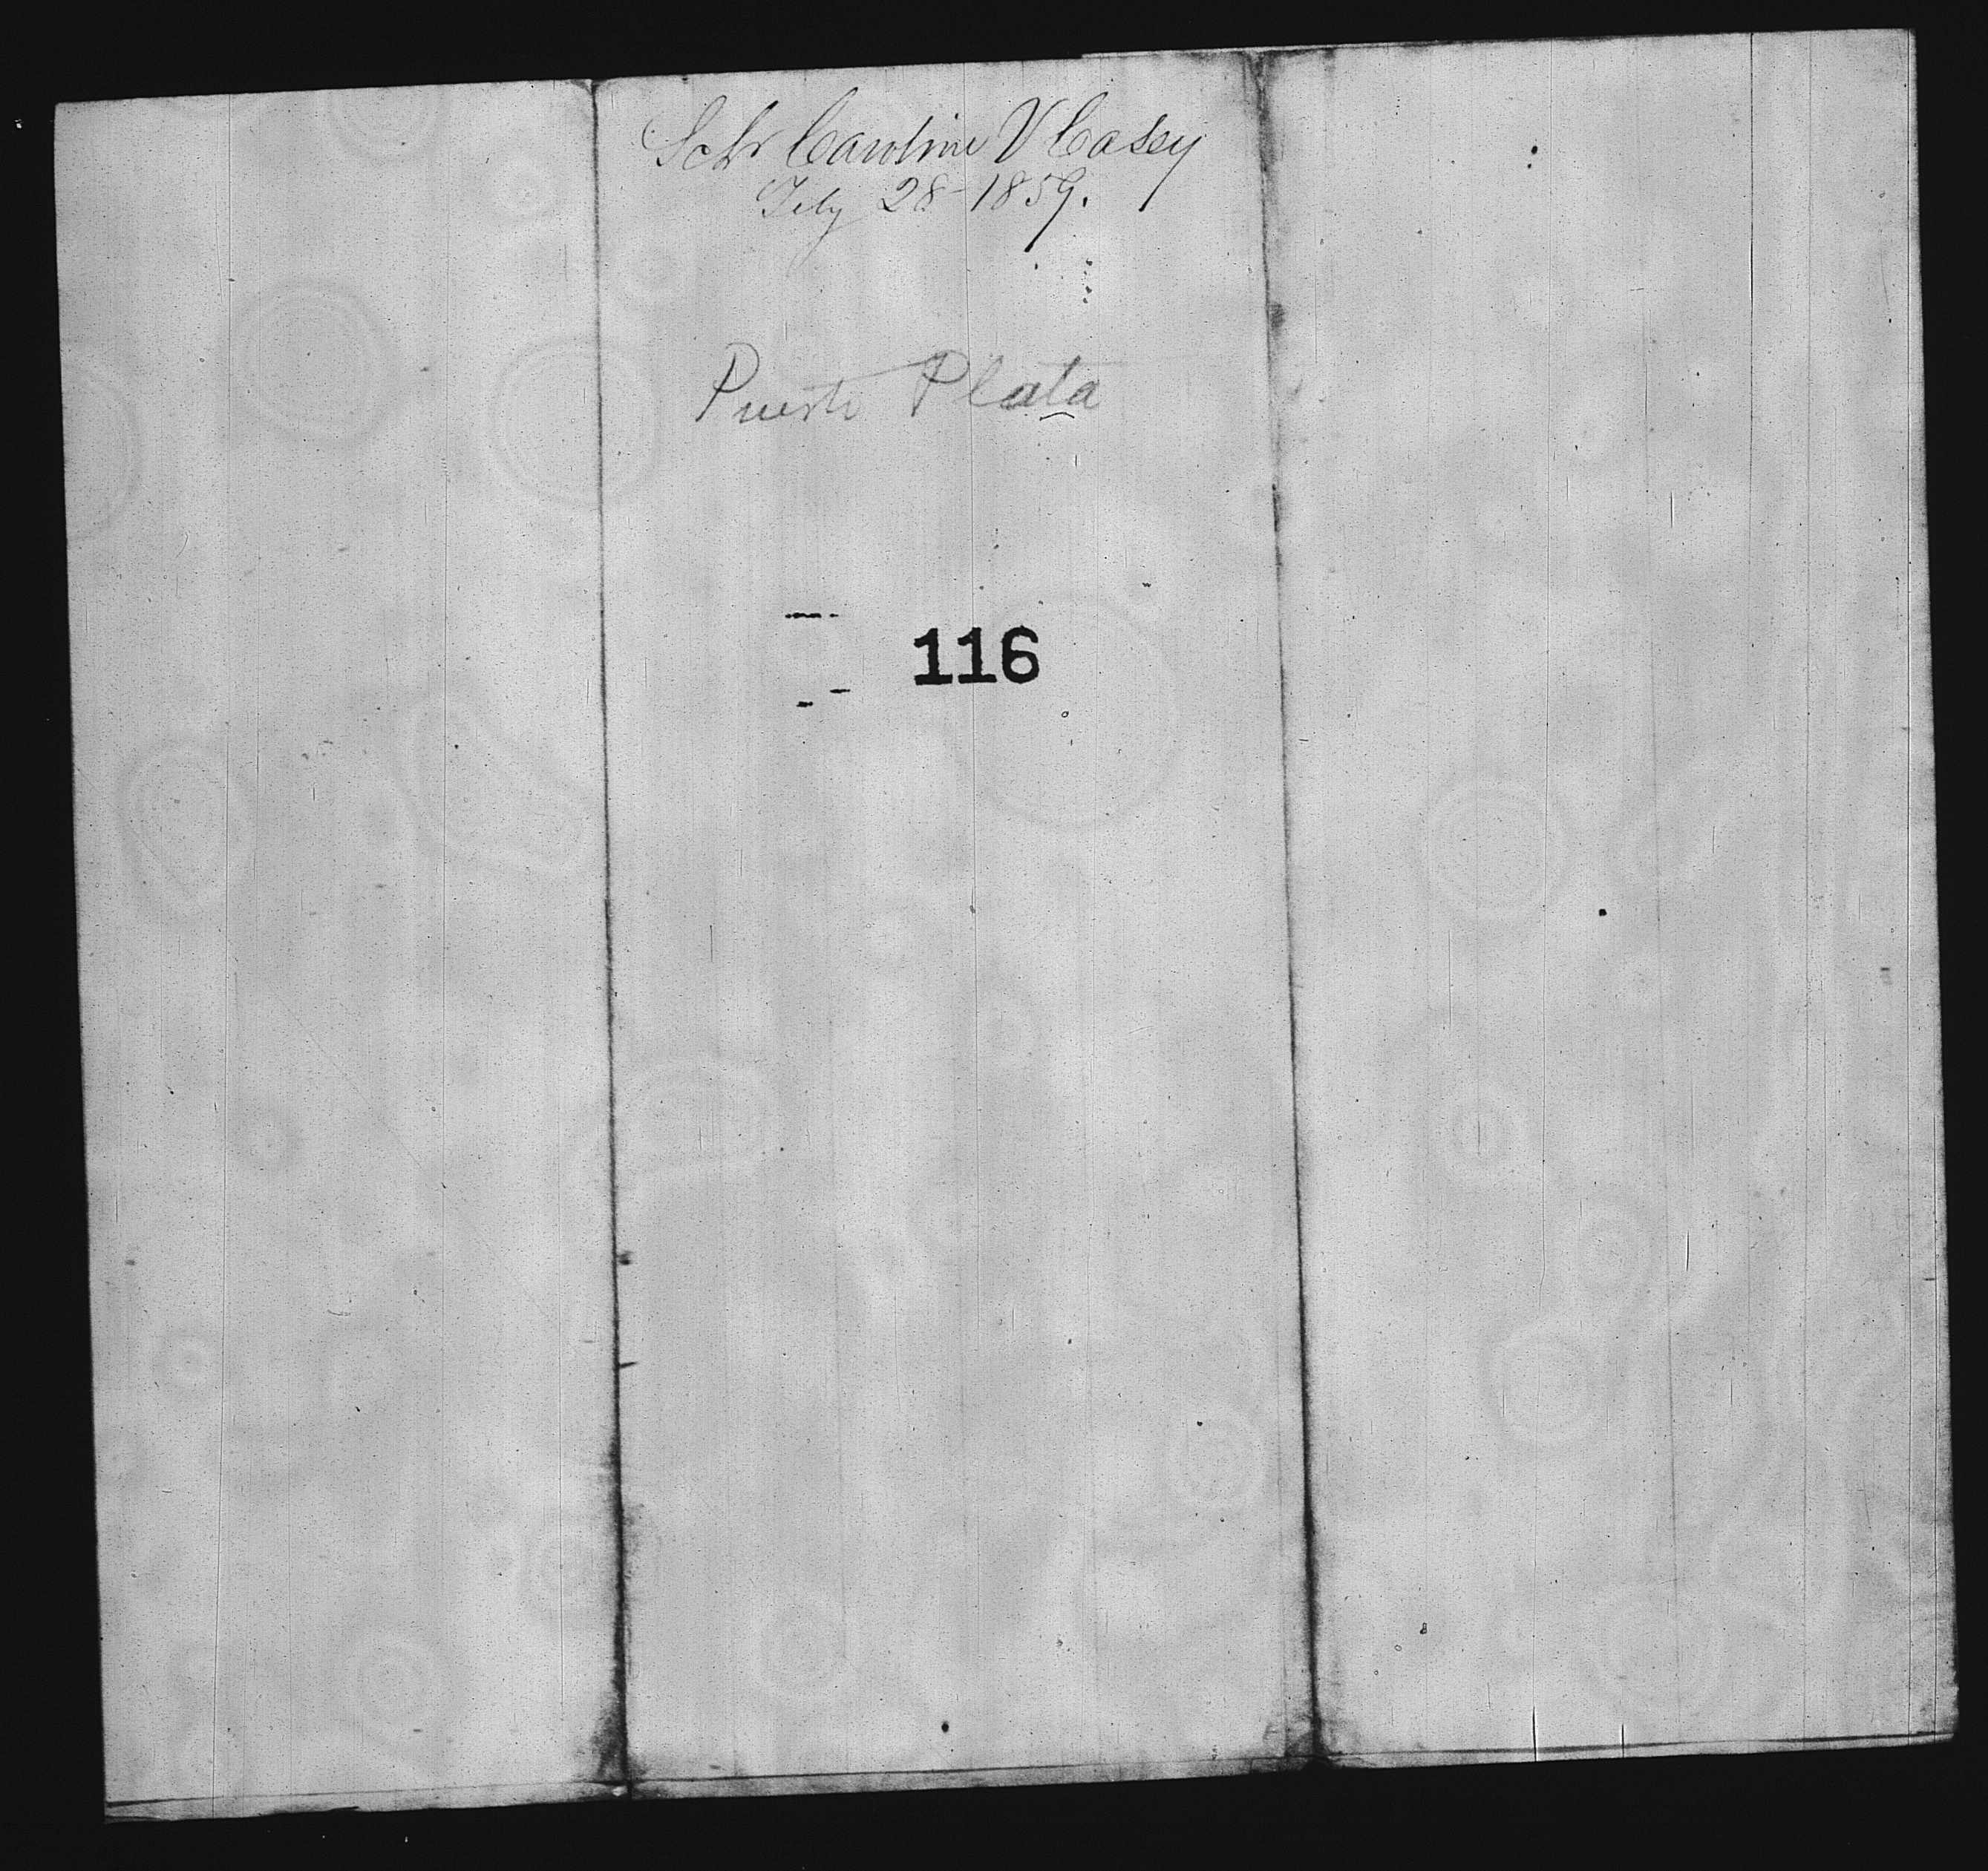 Schr Caroline V Casey
Feby 28-1859.
Puerto Plata
116